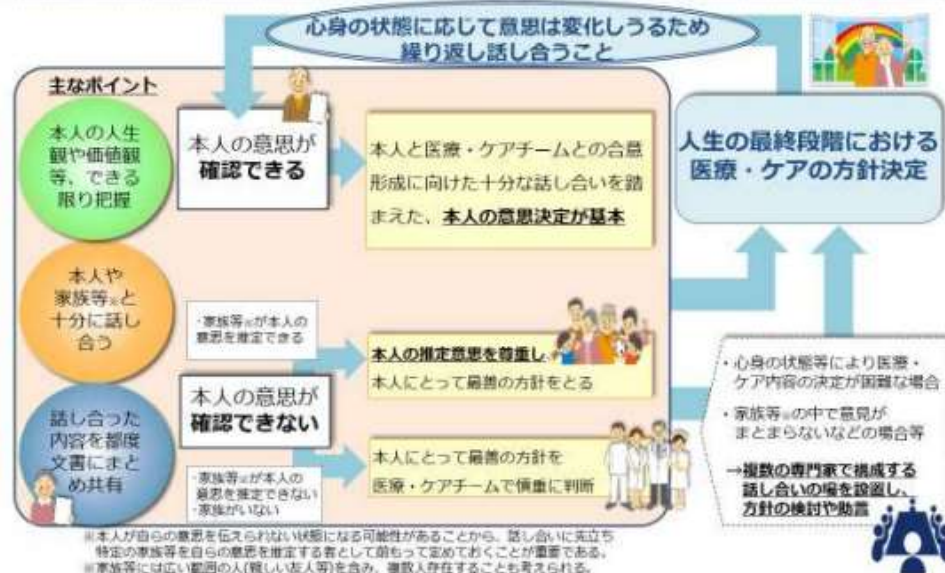 心身の状態に応じて意思は変化しうるため
繰り返し話し合うこと
主なポイント
本人の人生
観や価値観
等、できる
限り把握
本人の意思が
確認できる
本人と医療・ケアチームとの合意
形成に向けた十分な話し合いを踏
まえた、本人の意思決定が基本
人生の最終段階における
医療・ケアの方針決定
本人や
家族等※と
十分に話し
合う
・家族等※が本人の
意思を推定できる
本人の推定意思を尊重し
本人にとって最善の方針をとる
本人の意思が
確認できない
話し合った
内容を都度
文書にまと
め共有
・家族等※が本人の
意思を推定できない
・家族がいない
本人にとって最善の方針を
医療・ケアチームで慎重に判断
・心身の状態等により医療・
ケア内容の決定が困難な場合
・家族等※の中で意見が
まとまらないなどの場合等
→複数の専門家で構成する
話し合いの場を設置し、
方針の検討や助言
※本人が自らの意思を伝えられない状態になる可能性があることから、話し合いに先立ち
特定の家族等を自らの意思を推定する者として前もって定めておくことが重要である。
※家族等には広い範囲の人(親しい友人等)を含み、複数人存在することも考えられる。